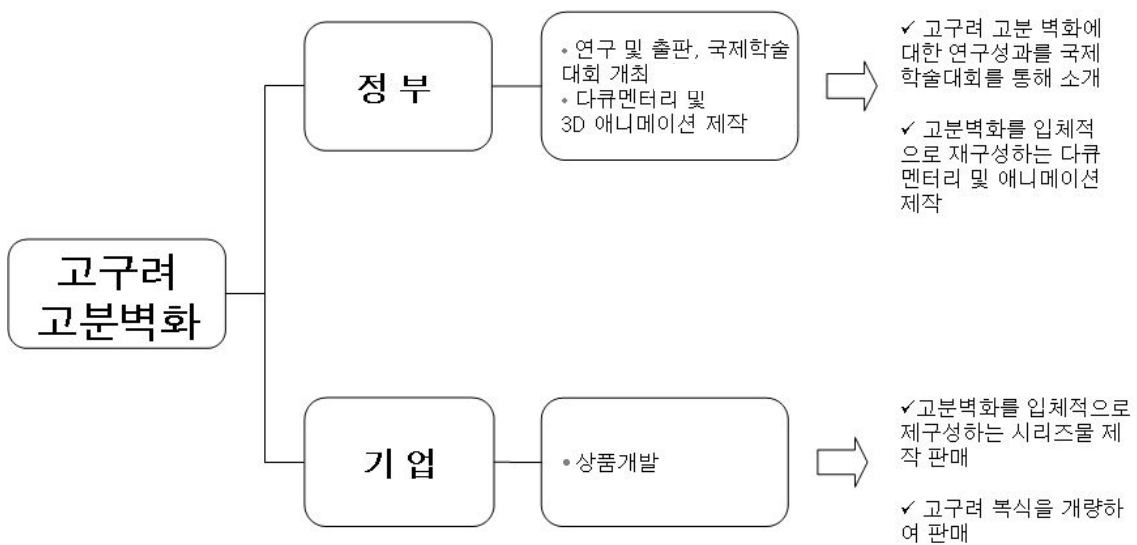 고구려
고분벽화
정 부
• 연구 및 출판, 국제학술
대회 개최
• 다큐멘터리 및
3D 애니메이션 제작
✓ 고구려 고분 벽화에
대한 연구성과를 국제
학술대회를 통해 소개
✓ 고분벽화를 입체적
으로 재구성하는 다큐
멘터리 및 애니메이션
제작
기 업
• 상품개발
✓고분벽화를 입체적으로
제구성하는 시리즈물 제
작 판매
✓ 고구려 복식을 개량하
여 판매